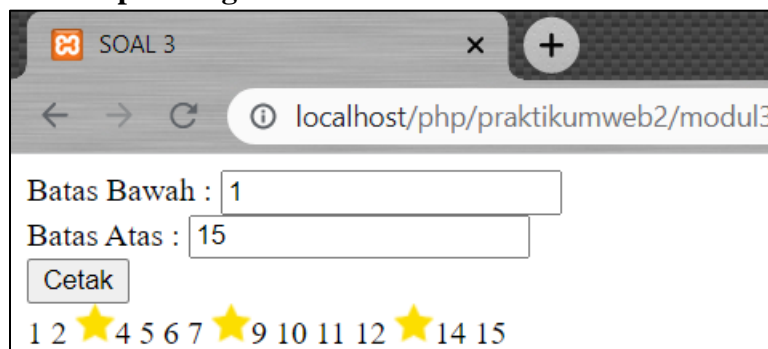 SOAL 3
localhost/php/praktikumweb2/modul3
Batas Bawah : 1
Batas Atas : 15
Cetak
1 2 4 5 6 7 9 10 11 12 14 15